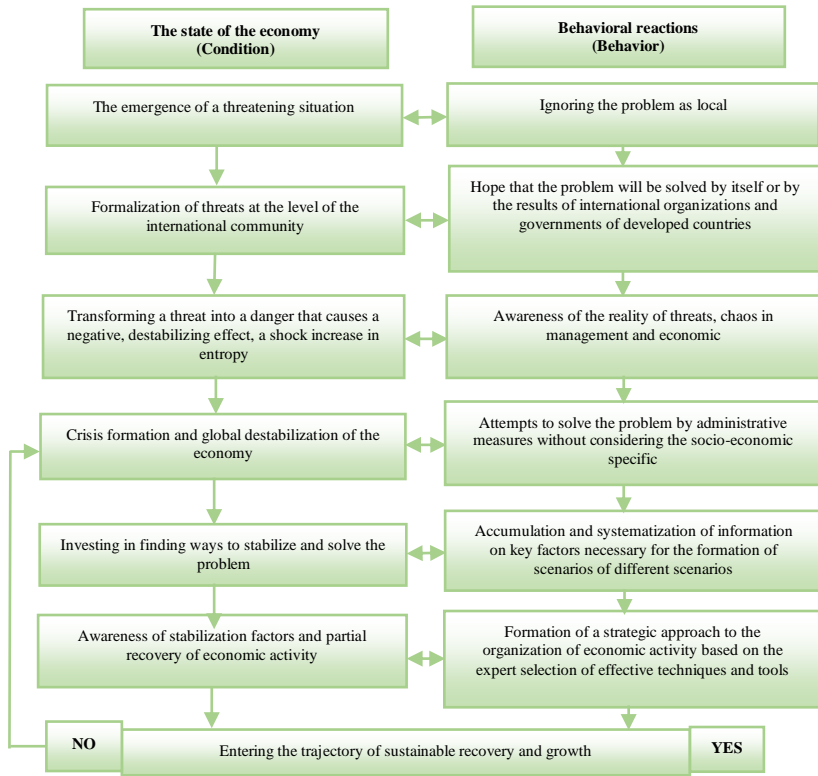 The state of the economy
(Condition)
Behavioral reactions
(Behavior)
The emergence of a threatening situation
Ignoring the problem as local
Formalization of threats at the level of the
international community
Hope that the problem will be solved by itself or by
the results of international organizations and
governments of developed countries
Transforming a threat into a danger that causes a
negative, destabilizing effect, a shock increase in
entropy
Awareness of the reality of threats, chaos in
management and economic
Crisis formation and global destabilization of the
economy
Attempts to solve the problem by administrative
measures without considering the socio-economic
specific
Investing in finding ways to stabilize and solve the
problem
Accumulation and systematization of information
on key factors necessary for the formation of
scenarios of different scenarios
Awareness of stabilization factors and partial
recovery of economic activity
Formation of a strategic approach to the
organization of economic activity based on the
expert selection of effective techniques and tools
NO
Entering the trajectory of sustainable recovery and growth
YES